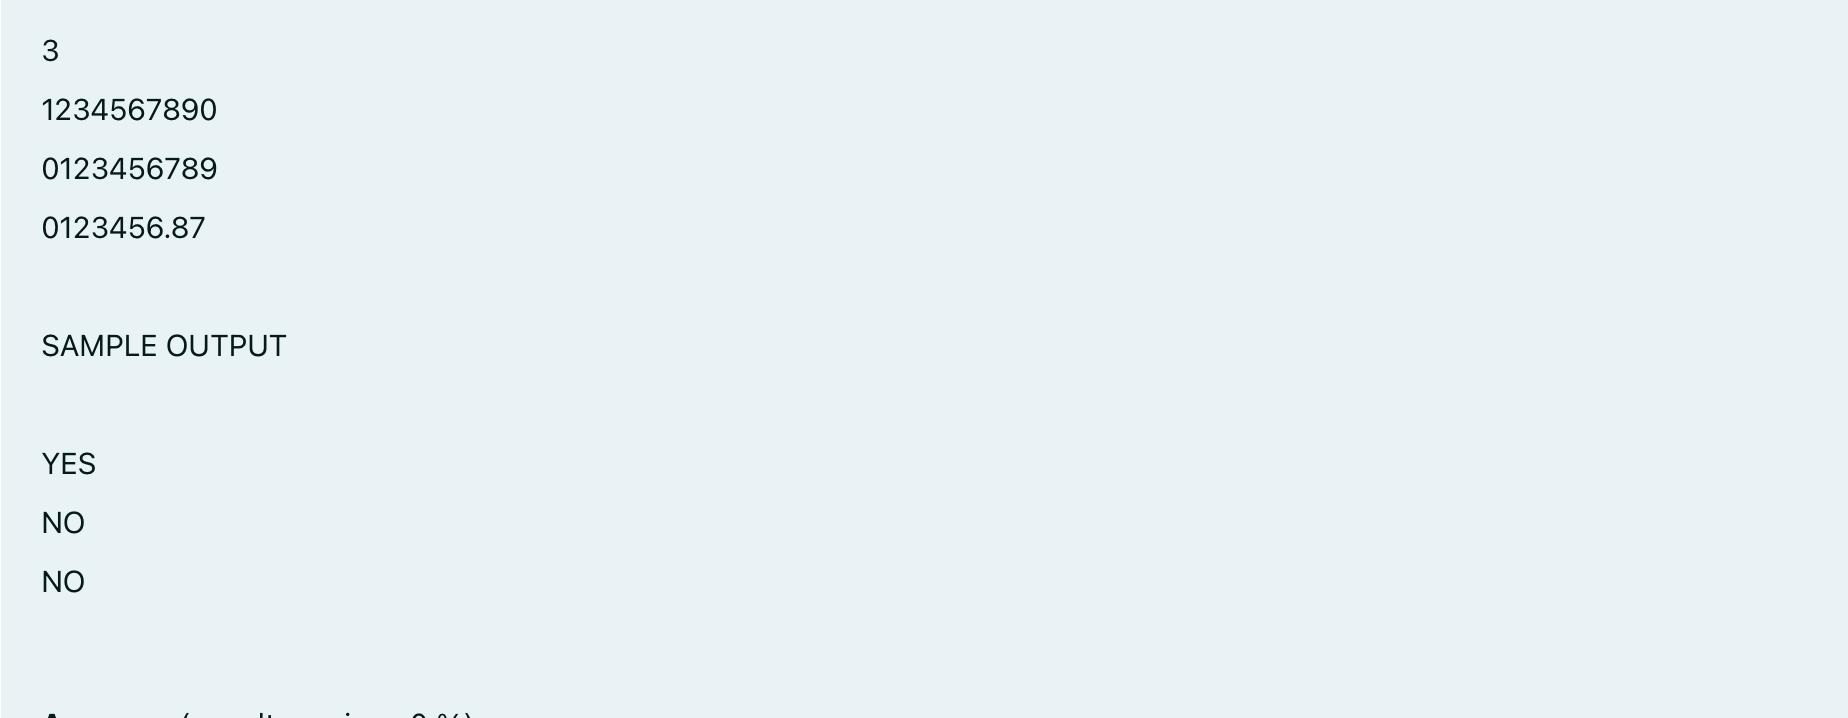 3
1234567890
0123456789
0123456.87
SAMPLE OUTPUT
YES
NO
NO